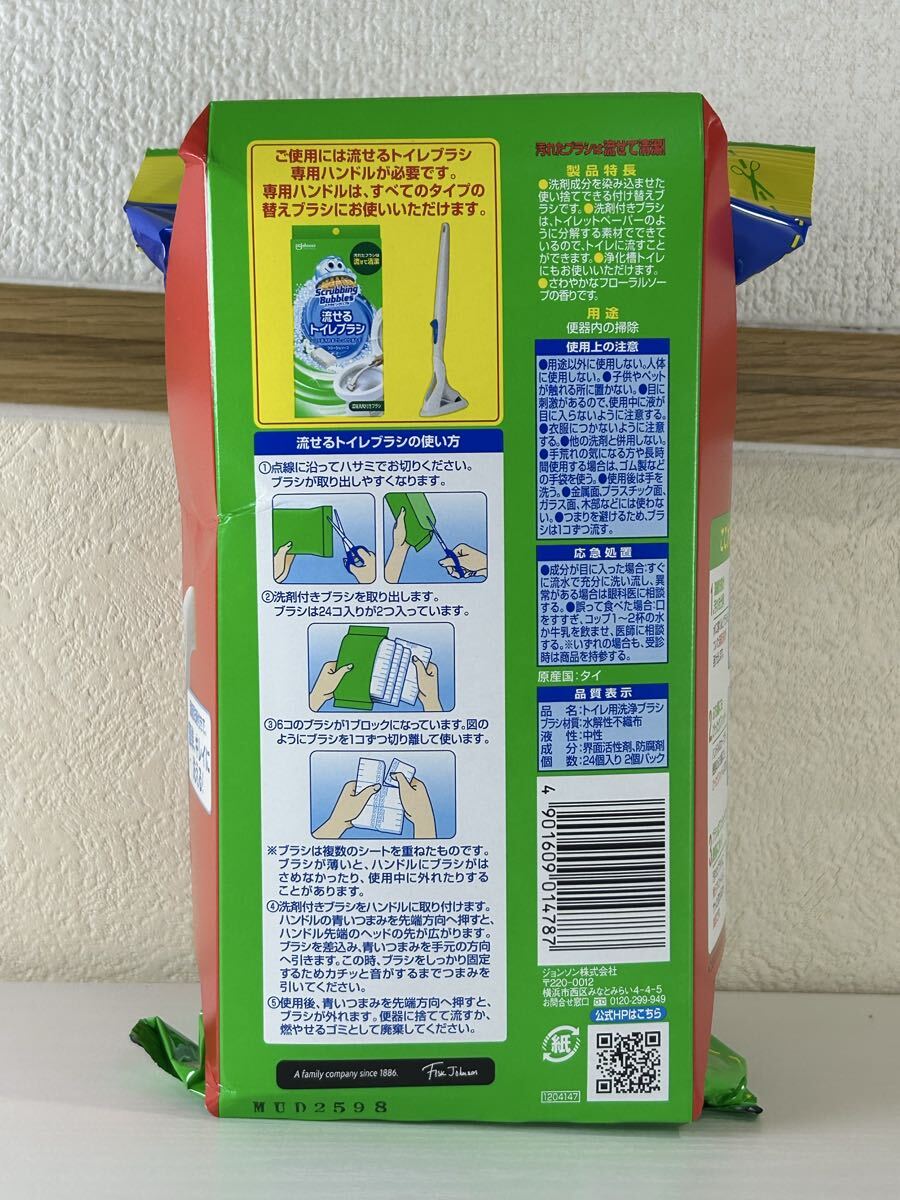 ご使用には流せるトイレブラシ
専用ハンドルが必要です。
専用ハンドルは、すべてのタイプの
替えブラシにお使いいただけます。
汚れたブラシは
流せて清潔
Scrubbing
Bubbles
流せる
トイレブラシ
流せるトイレブラシの使い方
①点線に沿ってハサミでお切りください。
ブラシが取り出しやすくなります。
②洗剤付きブラシを取り出します。
ブラシは24コ入りが2つ入っています。
③6コのブラシが1ブロックになっています。図の
ようにブラシを1コずつ切り離して使います。
※ブラシは複数のシートを重ねたものです。
ブラシが薄いと、ハンドルにブラシがは
さめなかったり、使用中に外れたりする
ことがあります。
④洗剤付きブラシをハンドルに取り付けます。
ハンドルの青いつまみを先端方向へ押すと、
ハンドル先端のヘッドの先が広がります。
ブラシを差込み、青いつまみを手元の方向
へ引きます。この時、ブラシをしっかり固定
するためカチッと音がするまでつまみを
引いてください。
⑤使用後、青いつまみを先端方向へ押すと、
ブラシが外れます。便器に捨てて流すか、
燃やせるゴミとして廃棄してください。
A family company since 1886.
Fisk Johnson
MUD2598
汚れたブラシは流せて清潔
製品特長
●洗剤成分を染み込ませた
使い捨てできる付け替えブ
ラシです。●洗剤付きブラシ
は、トイレットペーパーのよ
うに分解する素材でできて
いるので、トイレに流すこと
ができます。●浄化槽トイレ
にもお使いいただけます。
●さわやかなフローラルソー
プの香りです。
用途
便器内の掃除
使用上の注意
●用途以外に使用しない。人体
に使用しない。●子供やペット
が触れる所に置かない。●目に
刺激があるので、使用中に液が
目に入らないように注意する。
●衣服につかないように注意
する。●他の洗剤と併用しない。
●手荒れの気になる方や長時
間使用する場合は、ゴム製など
の手袋を使う。●使用後は手を
洗う。●金属面、プラスチック面、
ガラス面、木部などには使わな
い。●つまりを避けるため、ブラ
シは1コずつ流す。
応急処置
●成分が目に入った場合：すぐ
に流水で充分に洗い流し、異
常がある場合は眼科医に相談
する。●誤って食べた場合：口
をすすぎ、コップ1～2杯の水
か牛乳を飲ませ、医師に相談
する。※いずれの場合も、受診
時は商品を持参する。
原産国：タイ
品質表示
品 名：トイレ用洗浄ブラシ
ブラシ材質：水解性不織布
液 性：中性
成 分：界面活性剤、防腐剤
個 数：24個入り 2個パック
4 901609 014787
ジョンソン株式会社
〒220-0012
横浜市西区みなとみらい4-4-5
お問合せ窓口 0120-299-949
公式HPはこちら
紙
1204147